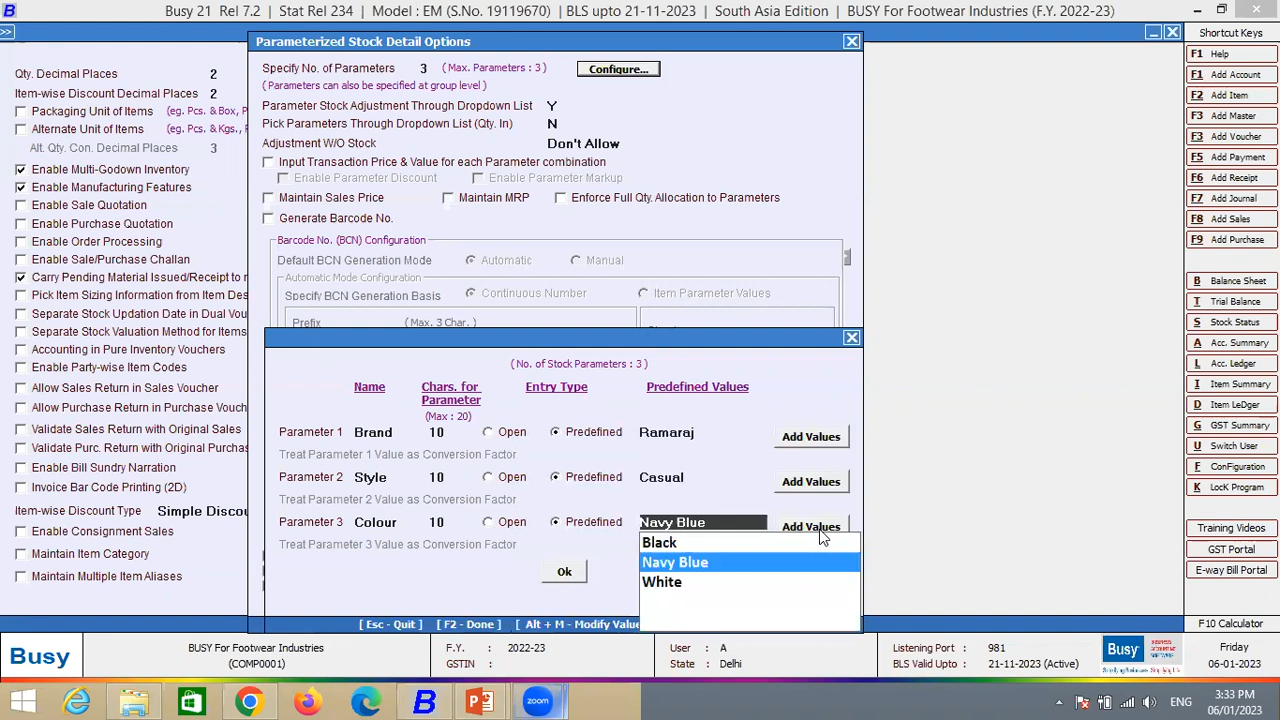 Busy 21 Rel 7.2 | Stat Rel 234 | Model : EM (S.No. 19119670) | BLS upto 21-11-2023 | South Asia Edition | BUSY For Footwear Industries (F.Y. 2022-23)
>>
Qty. Decimal Places 2
Item-wise Discount Decimal Places 2
Packaging Unit of Items (eg. Pcs. & Box, P
Alternate Unit of Items (eg. Pcs & Kgs.,
Alt. Qty. Con. Decimal Places 3
Enable Multi-Godown Inventory
Enable Manufacturing Features
Enable Sale Quotation
Enable Purchase Quotation
Enable Order Processing
Enable Sale/Purchase Challan
Carry Pending Material Issued/Receipt to
Pick Item Sizing Information from Item Des
Separate Stock Updation Date in Dual Vou
Separate Stock Valuation Method for Items
Accounting in Pure Inventory Vouchers
Enable Party-wise Item Codes
Allow Sales Return in Sales Voucher
Allow Purchase Return in Purchase Vouch
Validate Sales Return with Original Sales
Validate Purc. Return with Original Purcha
Enable Bill Sundry Narration
Invoice Bar Code Printing (2D)
Item-wise Discount Type Simple Discou
Enable Consignment Sales
Maintain Item Category
Maintain Multiple Item Aliases
Parameterized Stock Detail Options
Specify No. of Parameters 3 (Max. Parameters : 3) Configure...
(Parameters can also be specified at group level)
Parameter Stock Adjustment Through Dropdown List Y
Pick Parameters Through Dropdown List (Qty. In) N
Adjustment W/O Stock Don't Allow
Input Transaction Price & Value for each Parameter combination
Enable Parameter Discount Enable Parameter Markup
Maintain Sales Price Maintain MRP Enforce Full Qty. Allocation to Parameters
Generate Barcode No.
Barcode No. (BCN) Configuration
Default BCN Generation Mode Automatic Manual
Automatic Mode Configuration
Specify BCN Generation Basis Continuous Number Item Parameter Values
Prefix (Max. 3 Char.)
(No. of Stock Parameters : 3)
Name Chars. for Parameter Entry Type Predefined Values
(Max : 20)
Parameter 1 Brand 10 Open Predefined Ramaraj Add Values
Treat Parameter 1 Value as Conversion Factor
Parameter 2 Style 10 Open Predefined Casual Add Values
Treat Parameter 2 Value as Conversion Factor
Parameter 3 Colour 10 Open Predefined Navy Blue Add Values
Treat Parameter 3 Value as Conversion Factor
Black
Navy Blue
White
Ok
[ Esc - Quit ] [ F2 - Done ] [ Alt + M - Modify Value
Shortcut Keys
F1 Help
F1 Add Account
F2 Add Item
F3 Add Master
F3 Add Voucher
F5 Add Payment
F6 Add Receipt
F7 Add Journal
F8 Add Sales
F9 Add Purchase
B Balance Sheet
T Trial Balance
S Stock Status
A Acc. Summary
L Acc. Ledger
I Item Summary
D Item LeDger
G GST Summary
U Switch User
F Configuration
K LocK Program
Training Videos
GST Portal
E-way Bill Portal
F10 Calculator
Busy
BUSY For Footwear Industries
(COMP0001)
F.Y. : 2022-23
GSTIN :
User : A
State : Delhi
Listening Port : 981
BLS Valid Upto : 21-11-2023 (Active)
Busy
Friday
06-01-2023
zoom
ENG
3:33 PM
06/01/2023